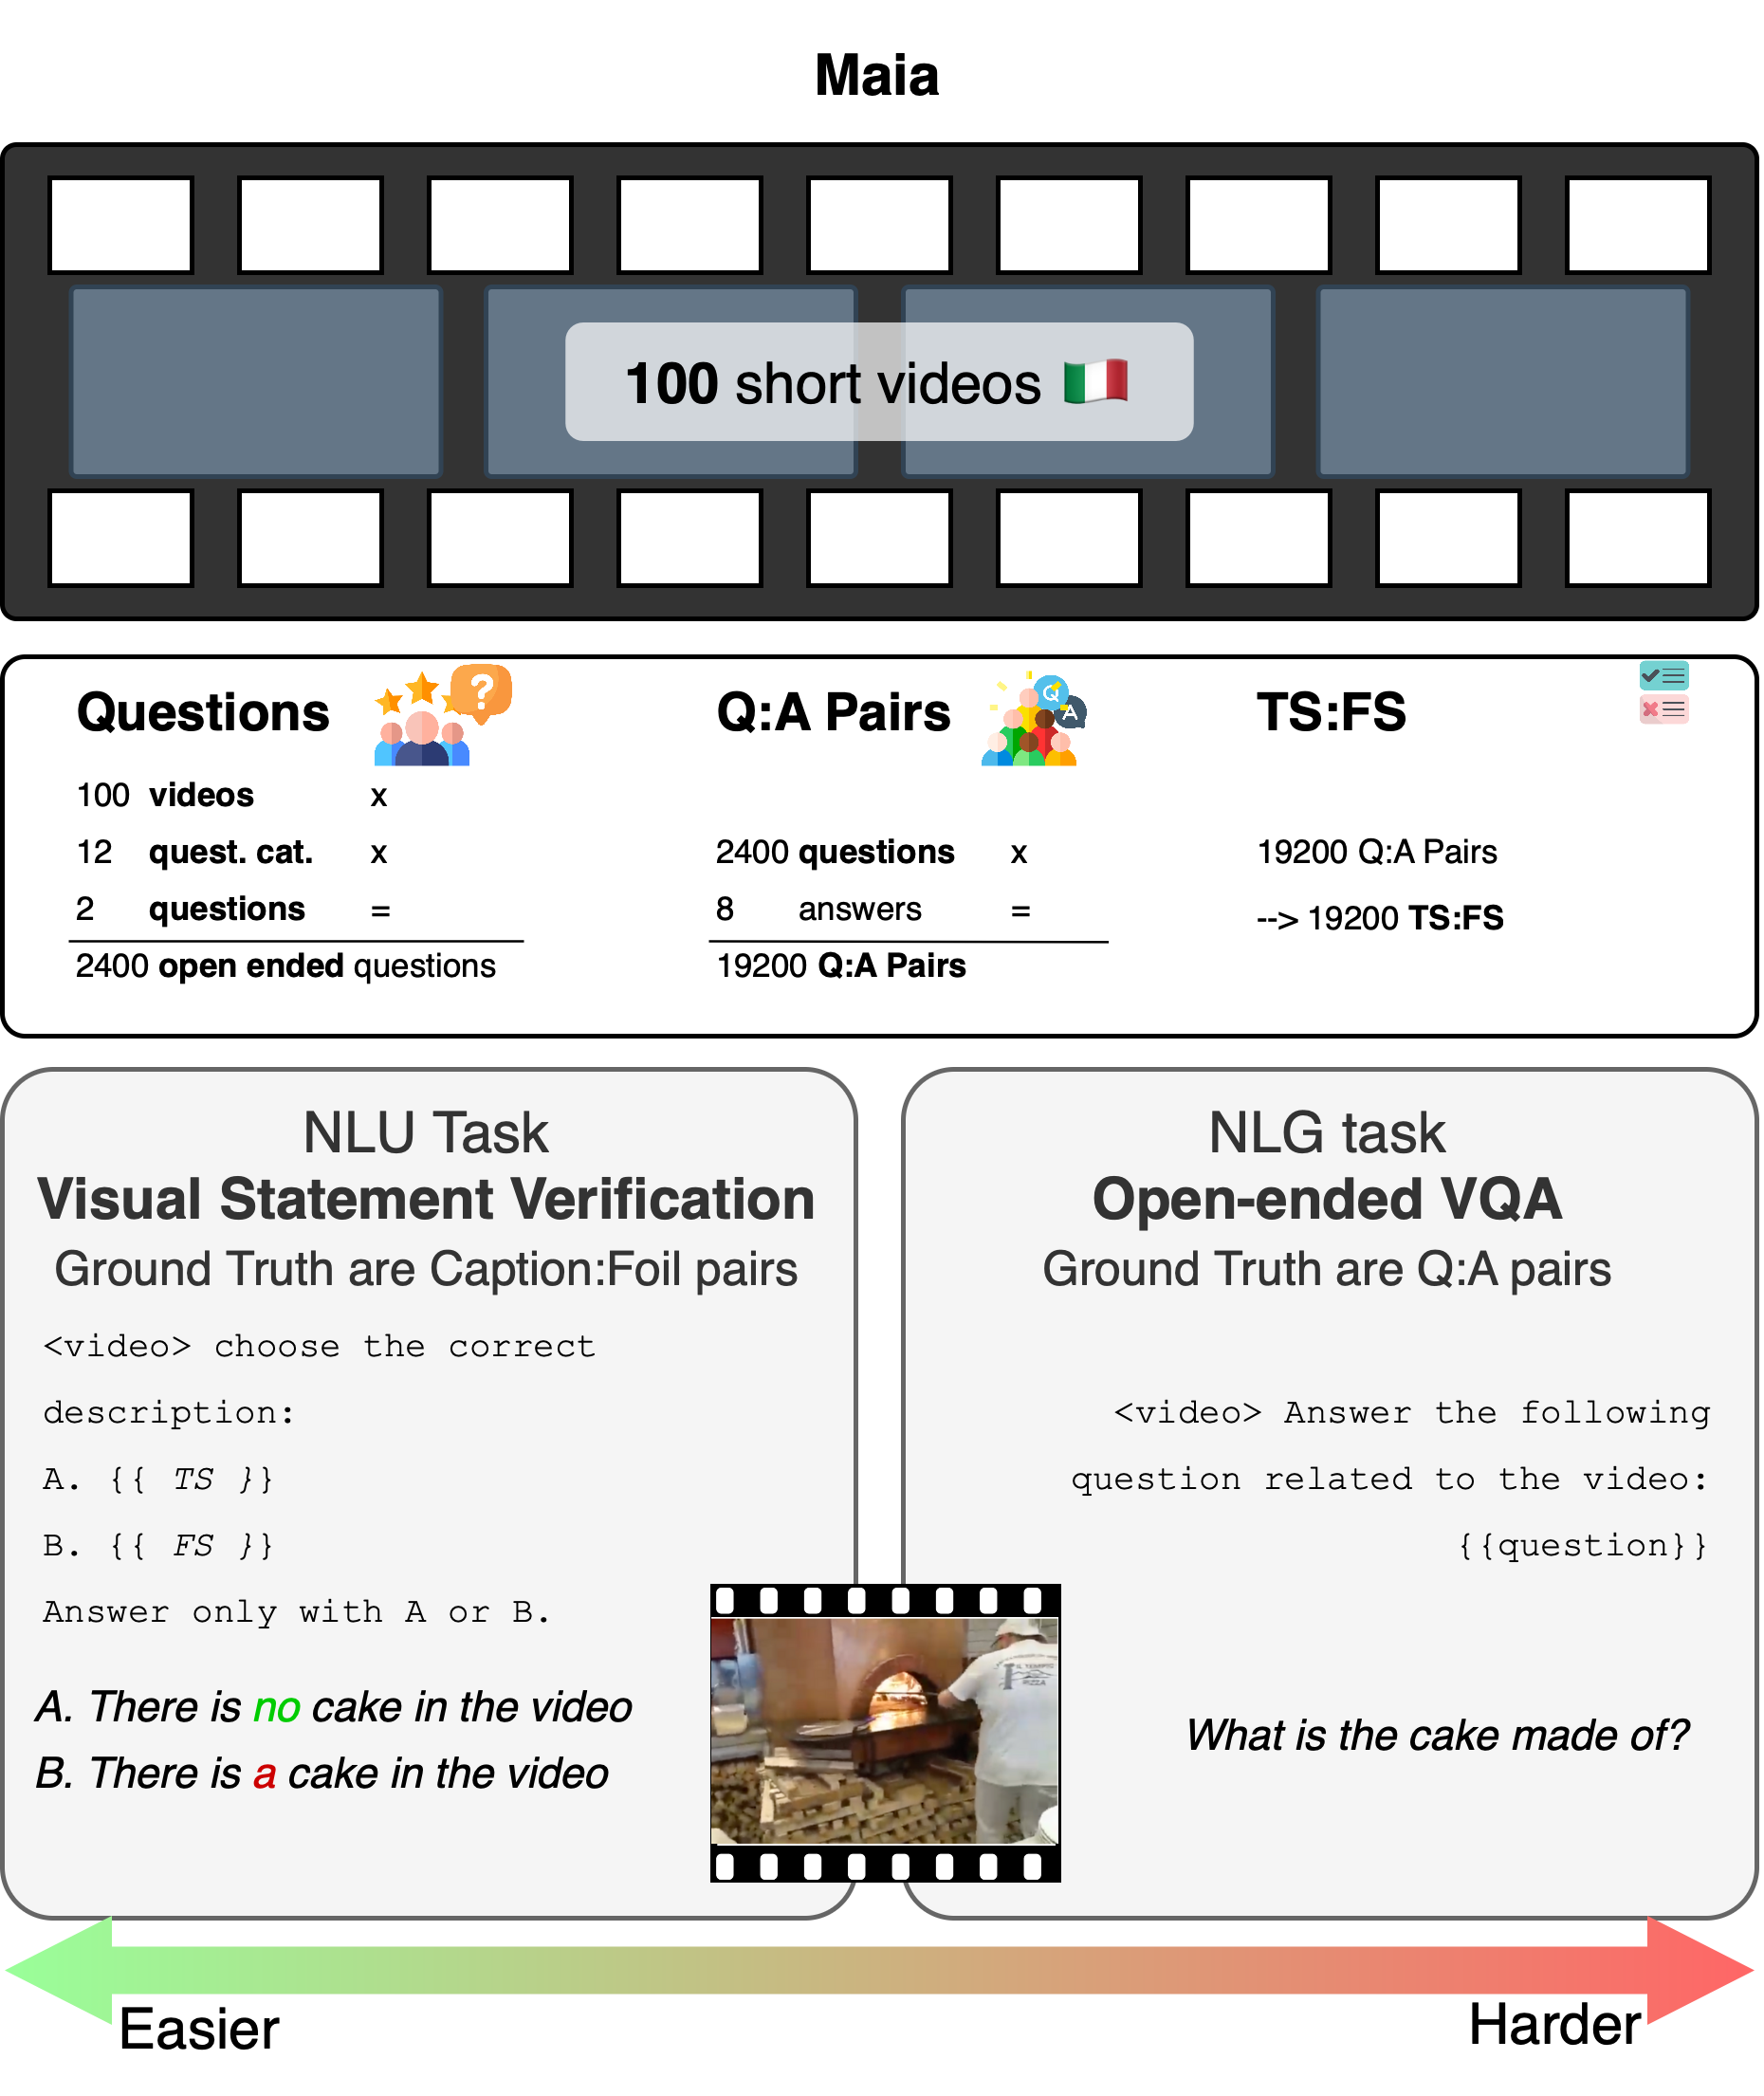 Maia
100 short videos 🇮🇹
Questions
?
100 videos x
12 quest. cat. x
2 questions =
2400 open ended questions
Q:A Pairs
Q
A
2400 questions x
8 answers =
19200 Q:A Pairs
TS:FS
19200 Q:A Pairs
--> 19200 TS:FS
NLU Task
Visual Statement Verification
Ground Truth are Caption:Foil pairs
<video> choose the correct
description:
A. {{ TS }}
B. {{ FS }}
Answer only with A or B.
A. There is no cake in the video
B. There is a cake in the video
NLG task
Open-ended VQA
Ground Truth are Q:A pairs
<video> Answer the following
question related to the video:
{{question}}
What is the cake made of?
Easier
Harder